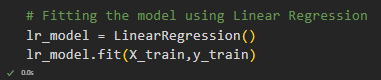 # Fitting the model using Linear Regression
lr_model = LinearRegression()
lr_model.fit(X_train,y_train)
✓ 0.0s